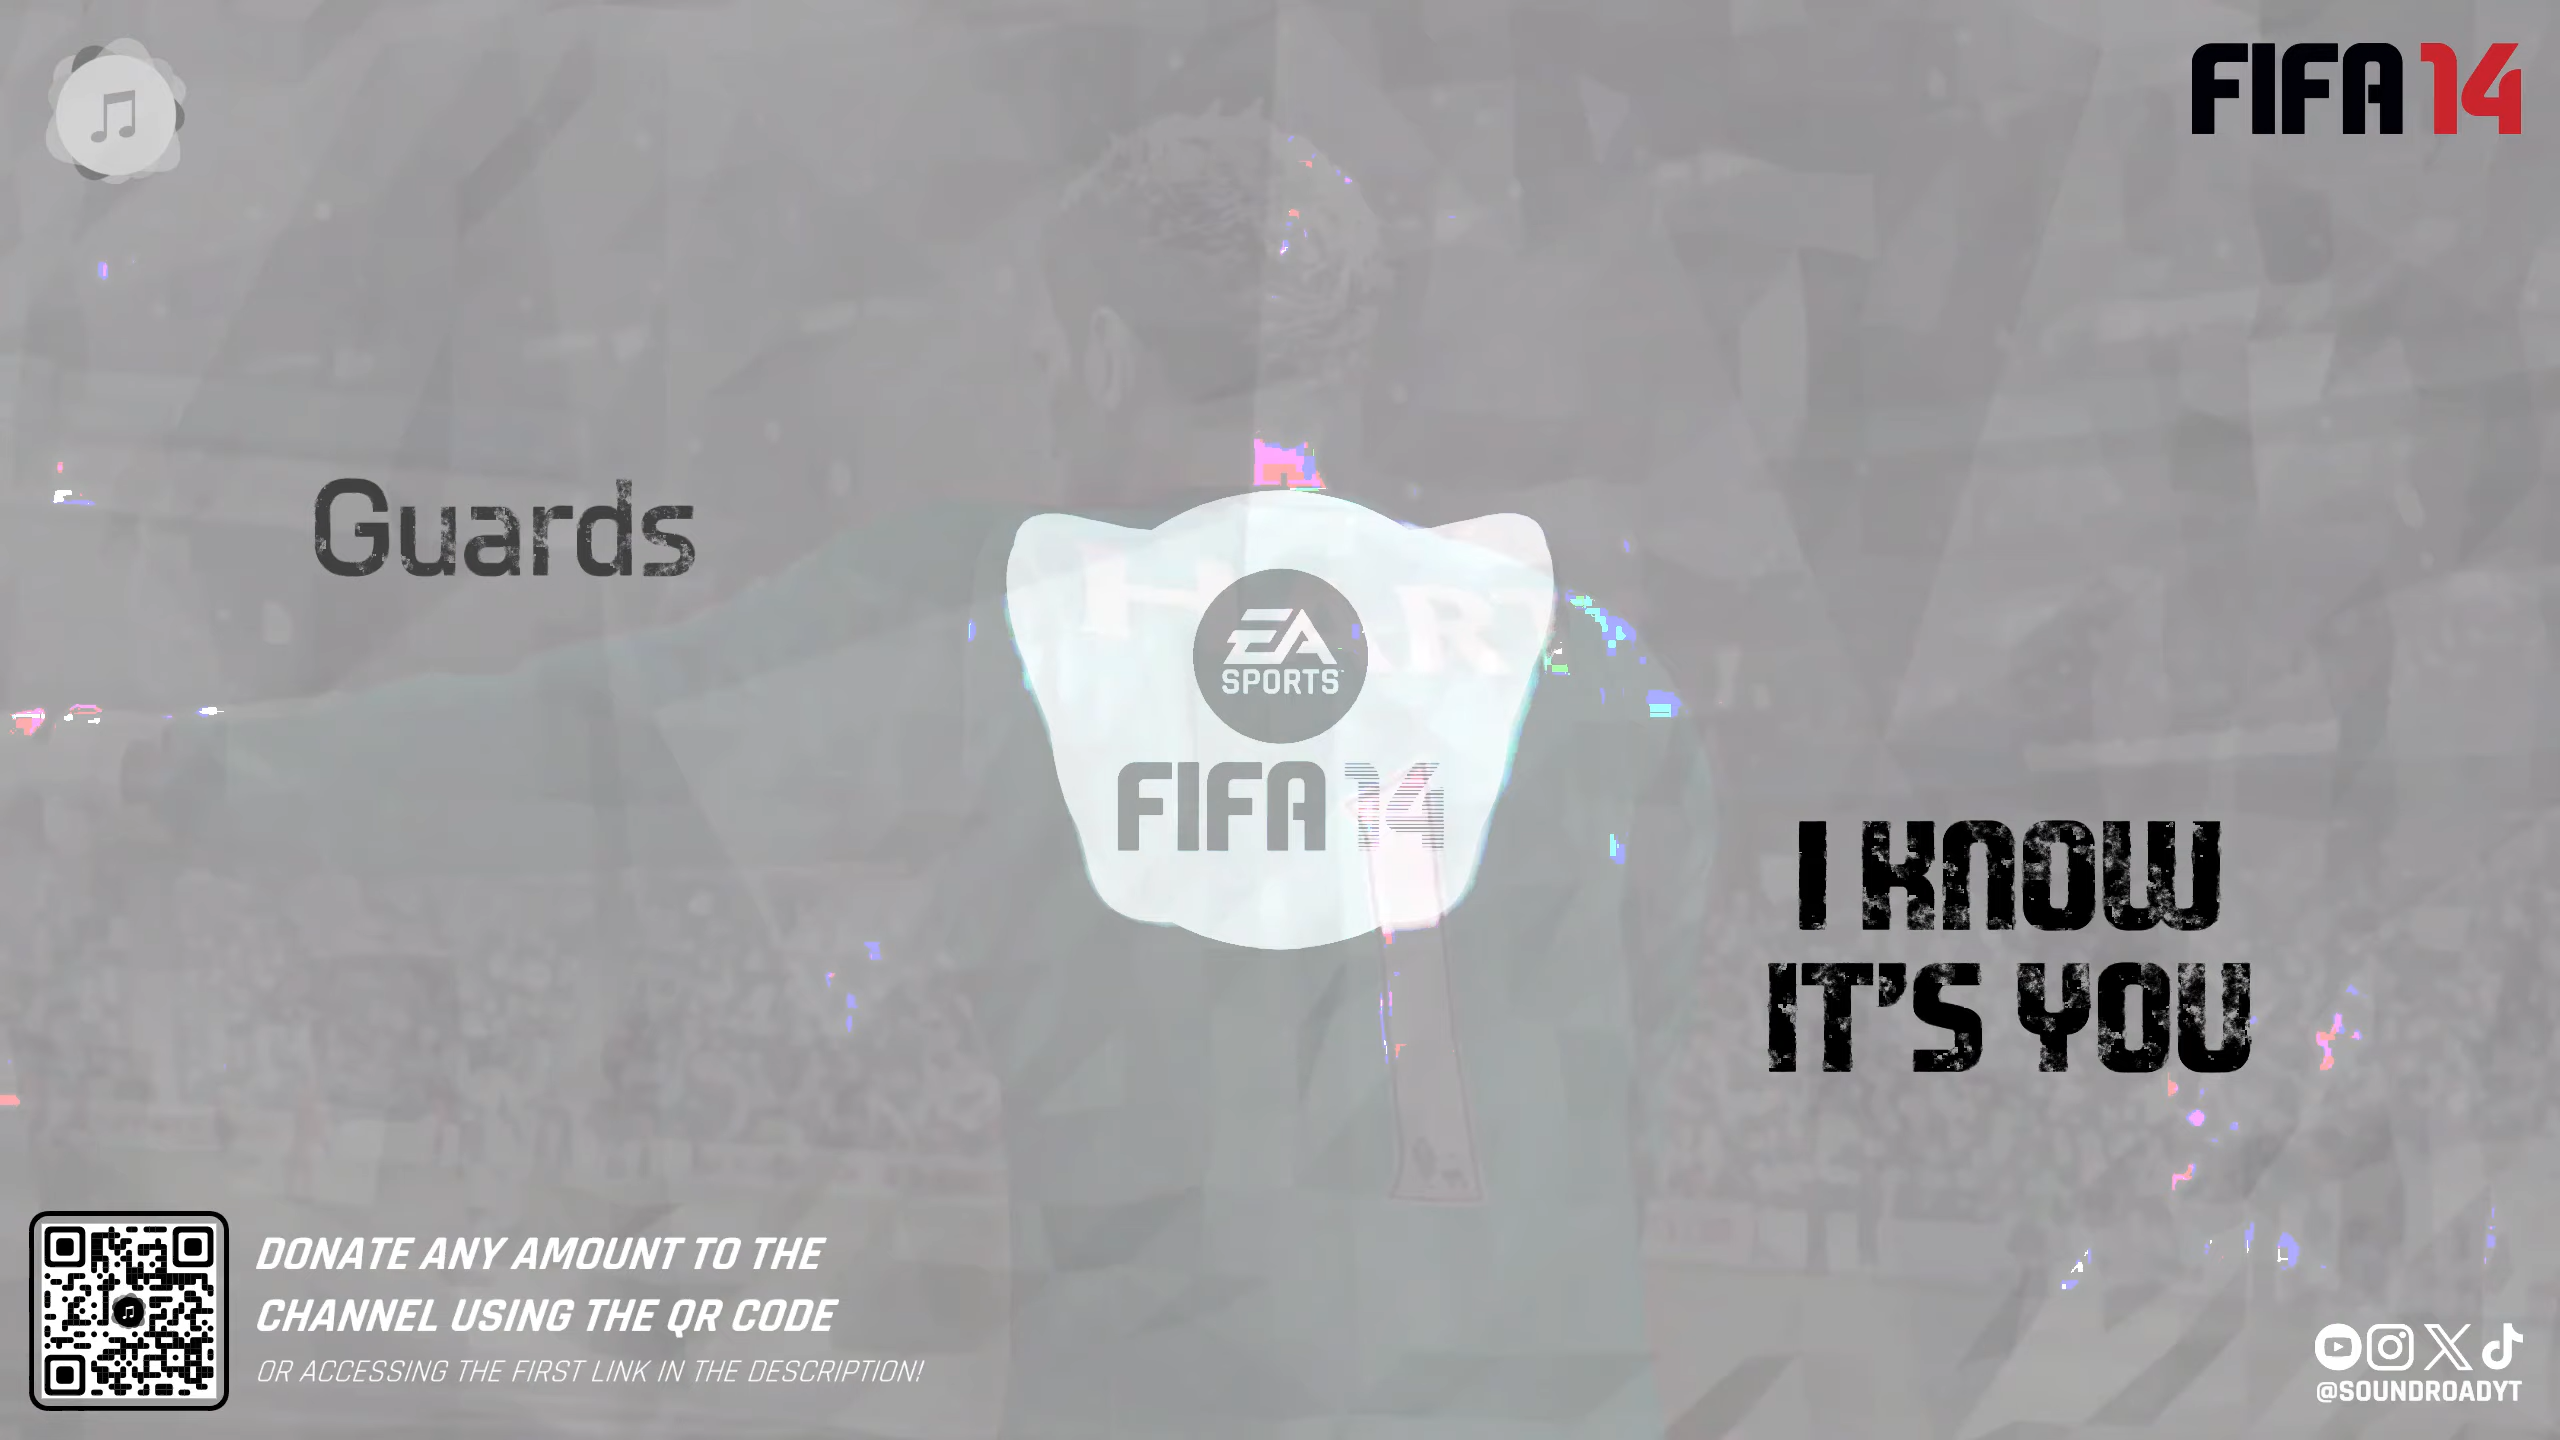 FIFA 14
Guards
EA
SPORTS
FIFA 14
I KNOW
IT'S YOU
DONATE ANY AMOUNT TO THE
CHANNEL USING THE QR CODE
OR ACCESSING THE FIRST LINK IN THE DESCRIPTION!
@SOUNDROADYT